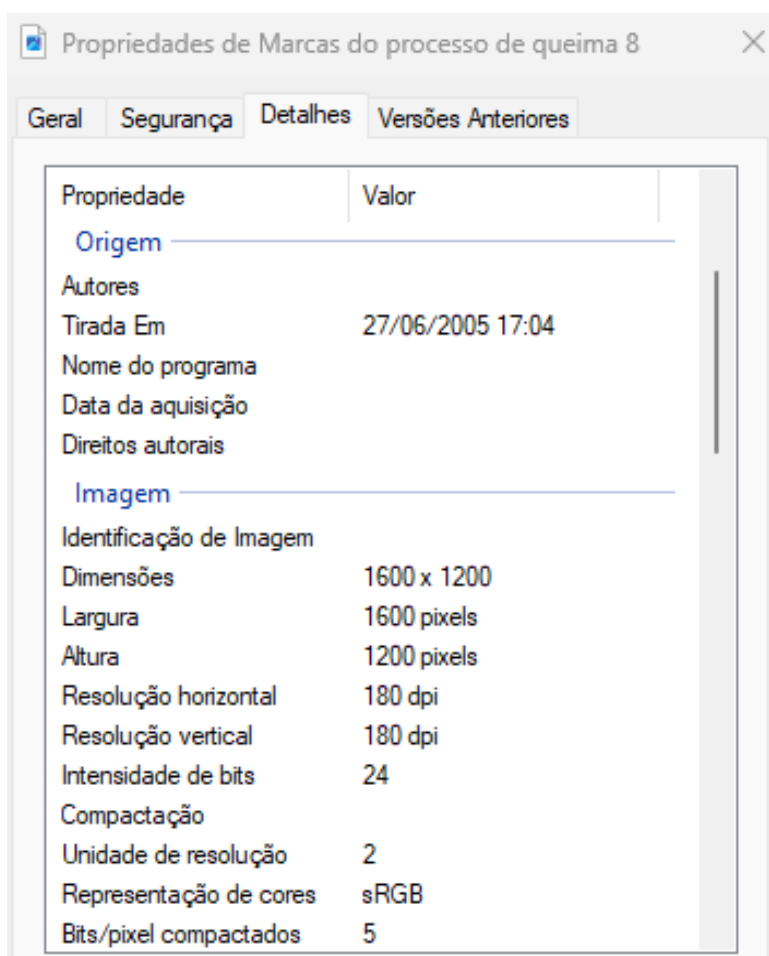 Propriedades de Marcas do processo de queima 8
Geral Segurança Detalhes Versões Anteriores
Propriedade Valor
Origem
Autores
Tirada Em 27/06/2005 17:04
Nome do programa
Data da aquisição
Direitos autorais
Imagem
Identificação de Imagem
Dimensões 1600 x 1200
Largura 1600 pixels
Altura 1200 pixels
Resolução horizontal 180 dpi
Resolução vertical 180 dpi
Intensidade de bits 24
Compactação
Unidade de resolução 2
Representação de cores sRGB
Bits/pixel compactados 5